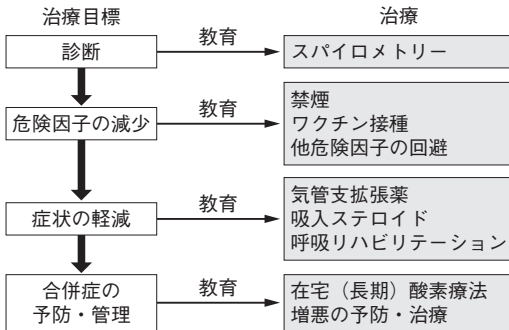 治療目標
治療
診断
教育
スパイロメトリー
危険因子の減少
教育
禁煙
ワクチン接種
他危険因子の回避
症状の軽減
教育
気管支拡張薬
吸入ステロイド
呼吸リハビリテーション
合併症の
予防・管理
教育
在宅（長期）酸素療法
増悪の予防・治療